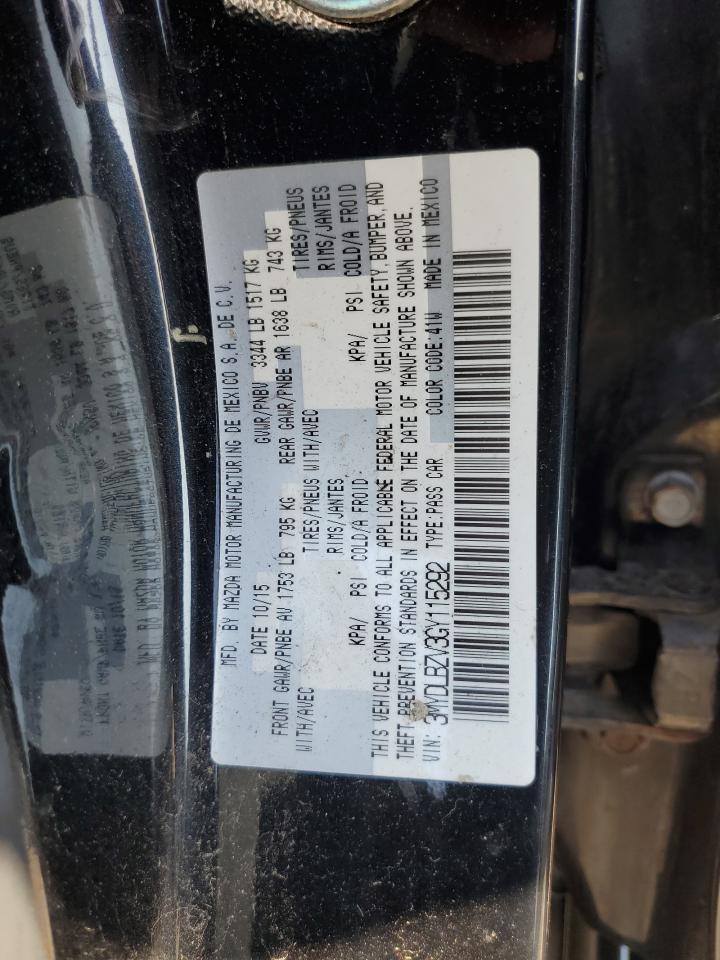 MFD. BY MAZDA MOTOR MANUFACTURING DE MEXICO S.A. DE C.V.
DATE 10/15 GVWR/PNBV 3344 LB 1517 KG
FRONT GAWR/PNBE AV 1753 LB 795 KG REAR GAWR/PNBE AR 1638 LB 743 KG
WITH/AVEC TIRES/PNEUS WITH/AVEC TIRES/PNEUS
RIMS/JANTES RIMS/JANTES
KPA/ PSI COLD/A FROID KPA/ PSI COLD/A FROID
THIS VEHICLE CONFORMS TO ALL APPLICABLE FEDERAL MOTOR VEHICLE SAFETY, BUMPER, AND
THEFT PREVENTION STANDARDS IN EFFECT ON THE DATE OF MANUFACTURE SHOWN ABOVE.
VIN: 3MYDLBZV3GY115292 TYPE:PASS CAR COLOR CODE:41W MADE IN MEXICO